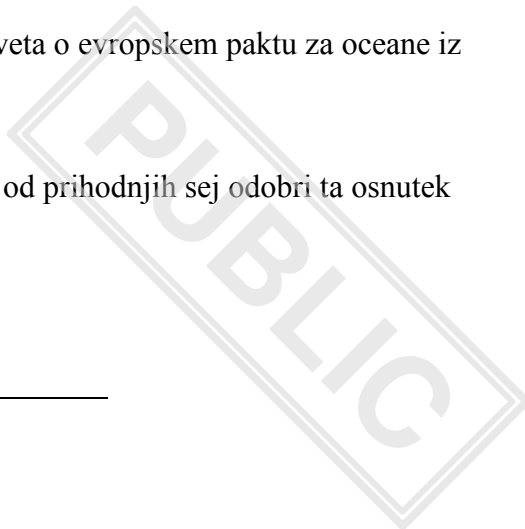 veta o evropskem paktu za oceane iz
od prihodnjih sej odobri ta osnutek
PUBLIC